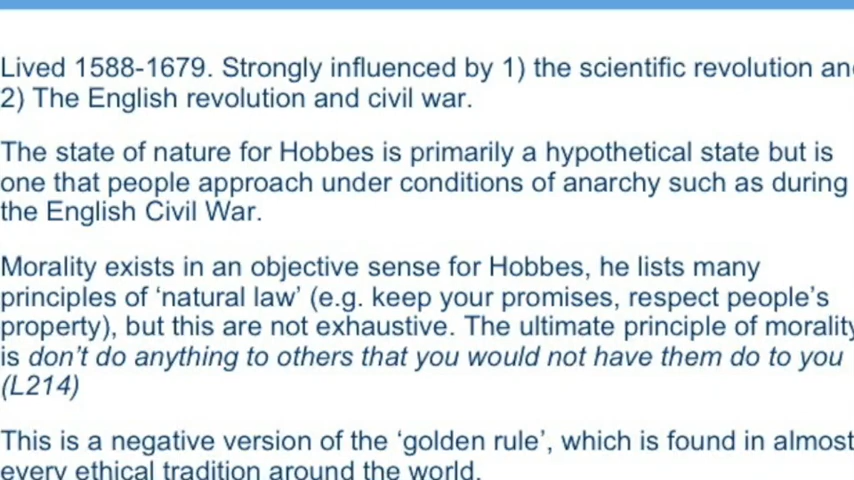 Lived 1588-1679. Strongly influenced by 1) the scientific revolution an
2) The English revolution and civil war.
The state of nature for Hobbes is primarily a hypothetical state but is
one that people approach under conditions of anarchy such as during
the English Civil War.
Morality exists in an objective sense for Hobbes, he lists many
principles of ‘natural law’ (e.g. keep your promises, respect people’s
property), but this are not exhaustive. The ultimate principle of morality
is don’t do anything to others that you would not have them do to you
(L214)
This is a negative version of the ‘golden rule’, which is found in almost
every ethical tradition around the world.